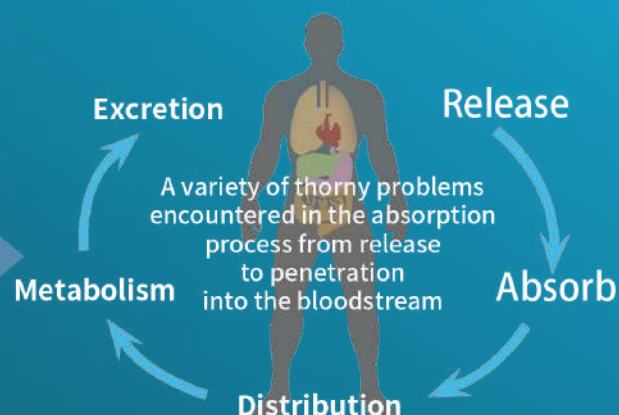 Excretion
Release
A variety of thorny problems
encountered in the absorption
process from release
to penetration
into the bloodstream
Metabolism
Absorb
Distribution